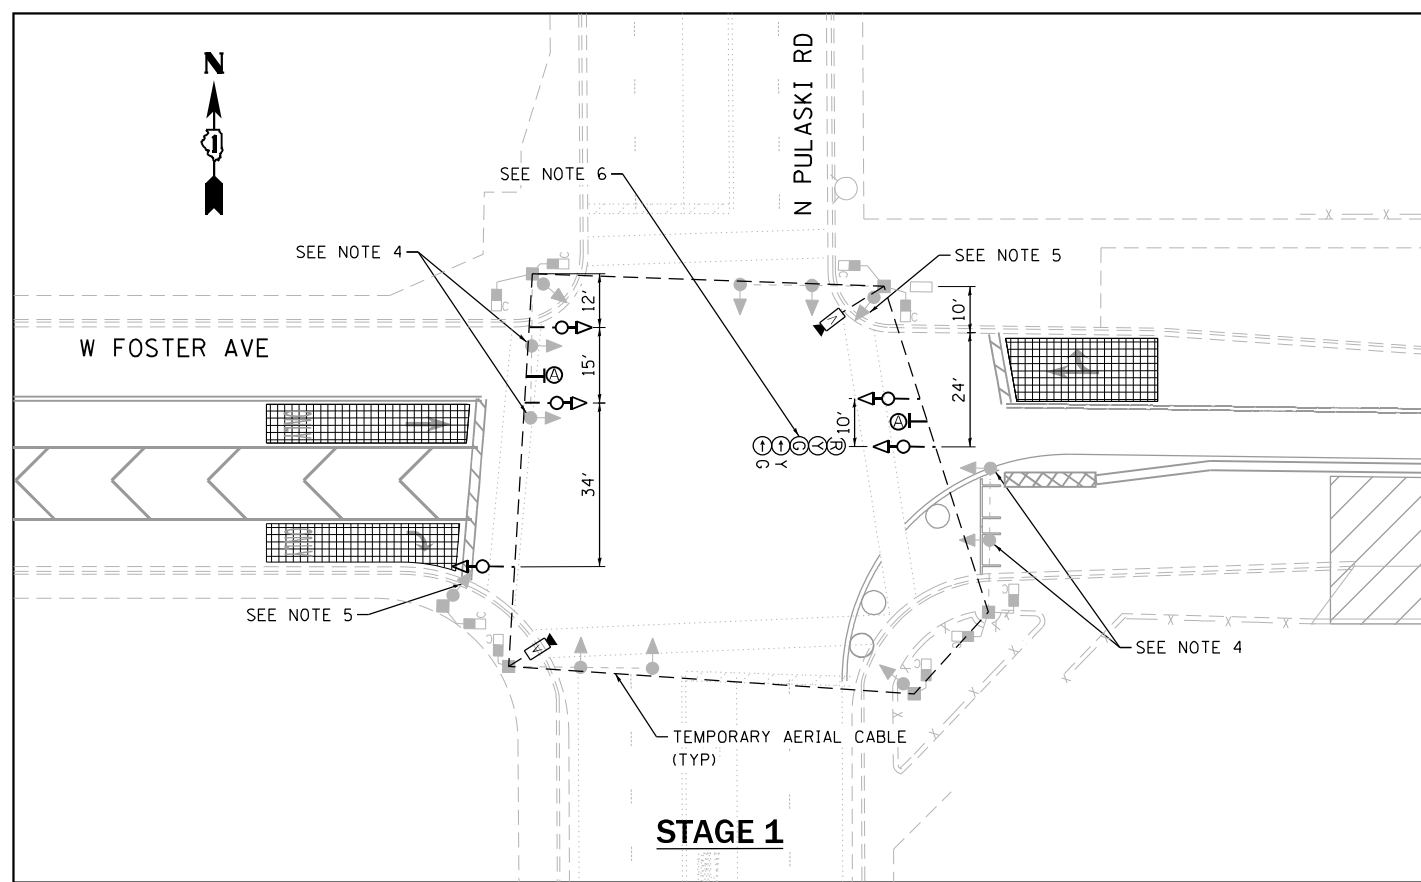 N
1
N PULASKI RD
SEE NOTE 6
SEE NOTE 4
SEE NOTE 5
C
C
C
C
12'
10'
W FOSTER AVE
15'
A
24'
10'
A
R
Y
G
Y
G
34'
SEE NOTE 5
C
C
C
C
SEE NOTE 4
TEMPORARY AERIAL CABLE
(TYP)
STAGE 1